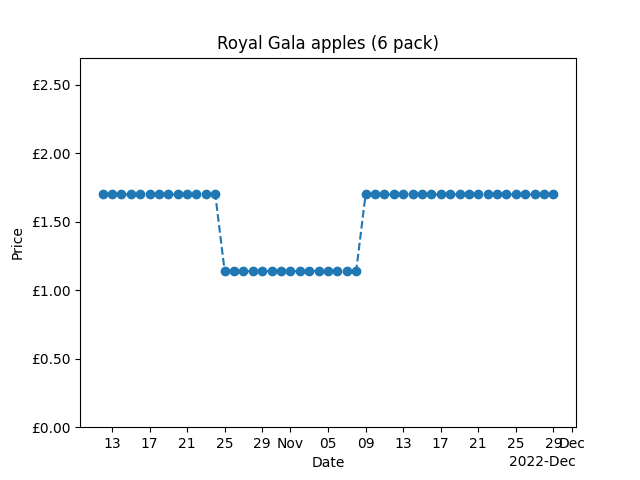 Royal Gala apples (6 pack)
£2.50
£2.00
£1.50
£1.00
£0.50
£0.00
Price
13 17 21 25 29 Nov 05 09 13 17 21 25 29 Dec
Date
2022-Dec